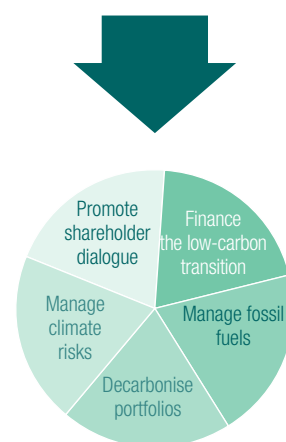 Promote
shareholder
dialogue
Finance
the low-carbon
transition
Manage fossil
fuels
Decarbonise
portfolios
Manage
climate
risks